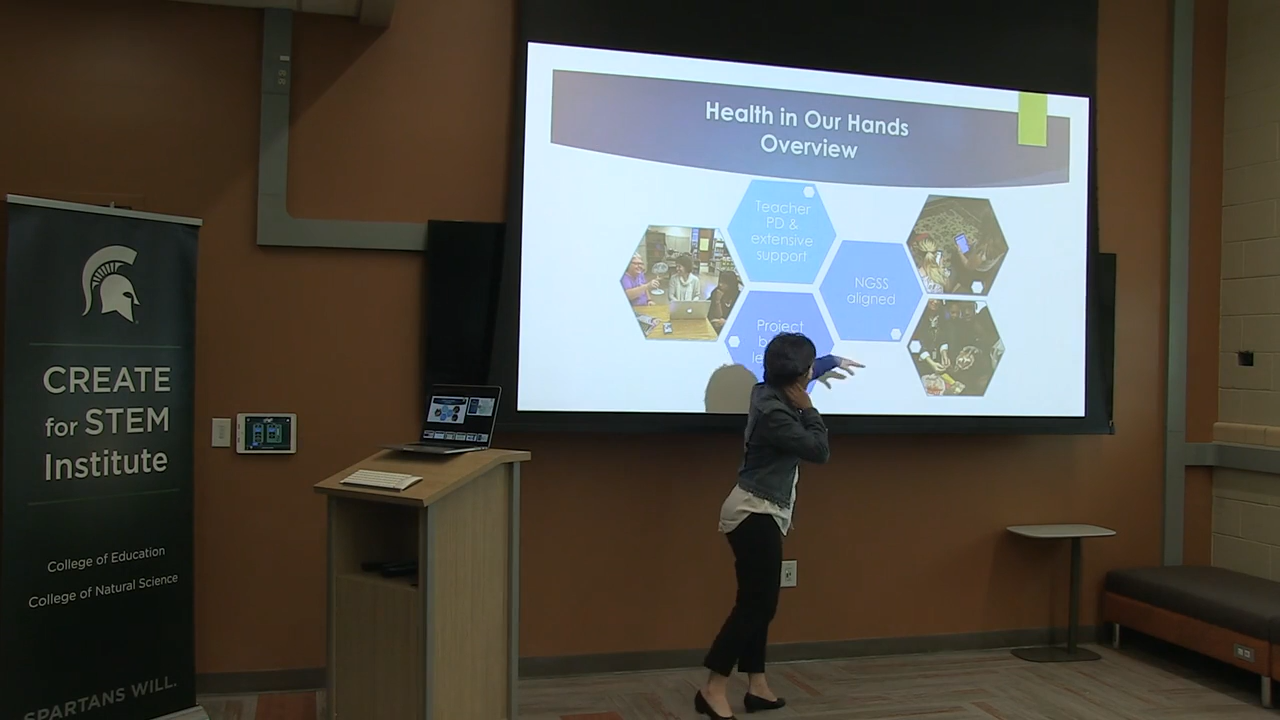 Health in Our Hands
Overview
Teacher
PD &
extensive
support
NGSS
aligned
Project
CREATE
for STEM
Institute
College of Education
College of Natural Science
SPARTANS WILL.